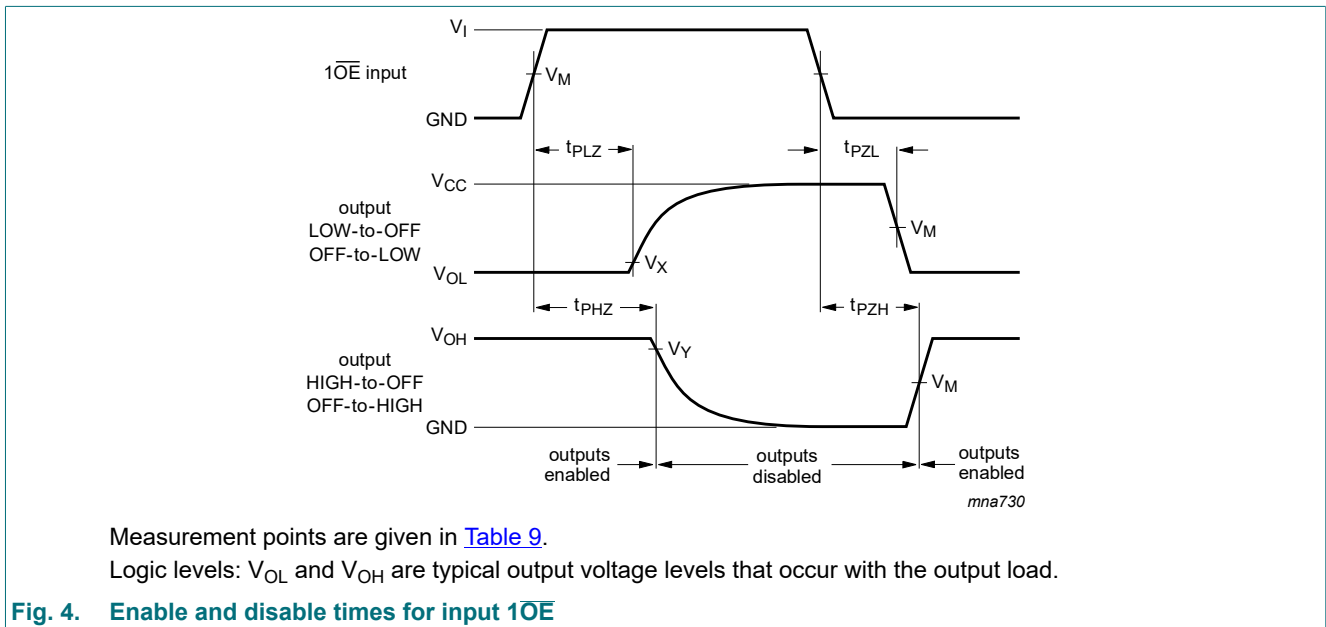 V_I
1O̅E̅ input
V_M
GND
t_PLZ
t_PZL
V_CC
output
LOW-to-OFF
OFF-to-LOW
V_M
V_X
V_OL
t_PHZ
t_PZH
V_OH
V_Y
output
HIGH-to-OFF
OFF-to-HIGH
V_M
GND
outputs
enabled
outputs
disabled
outputs
enabled
mna730
Measurement points are given in Table 9.
Logic levels: V_OL and V_OH are typical output voltage levels that occur with the output load.
Fig. 4. Enable and disable times for input 1O̅E̅